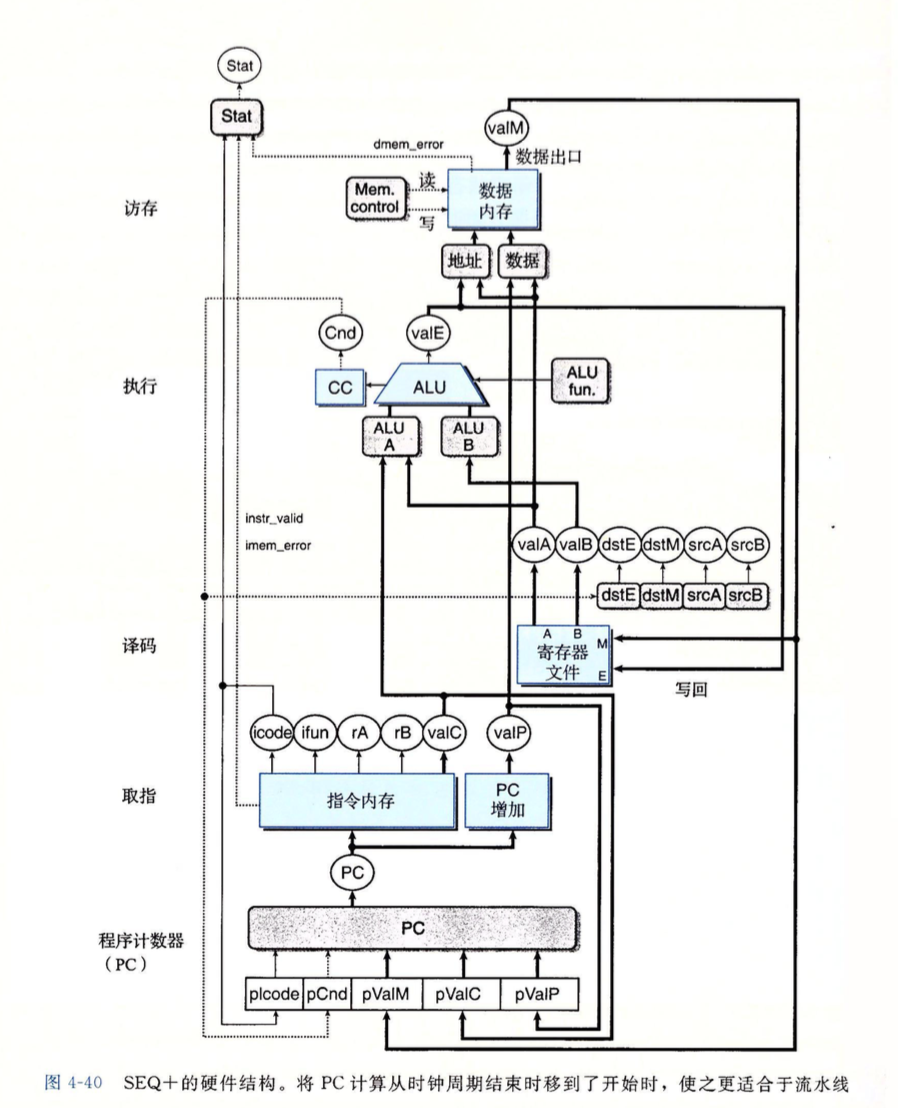 Stat
Stat
valM
dmem_error
数据出口
访存
Mem.
control
读
写
数据
内存
地址
数据
Cnd
valE
执行
CC
ALU
ALU
fun.
ALU
A
ALU
B
instr_valid
imem_error
valA valB dstE dstM srcA srcB
dstE dstM srcA srcB
译码
A B M
寄存器
文件 E
写回
icode ifun rA rB valC valP
取指
指令内存
PC
增加
PC
程序计数器
（PC）
PC
pIcode pCnd pValM pValC pValP
图 4-40 SEQ+的硬件结构。将 PC 计算从时钟周期结束时移到了开始时，使之更适合于流水线